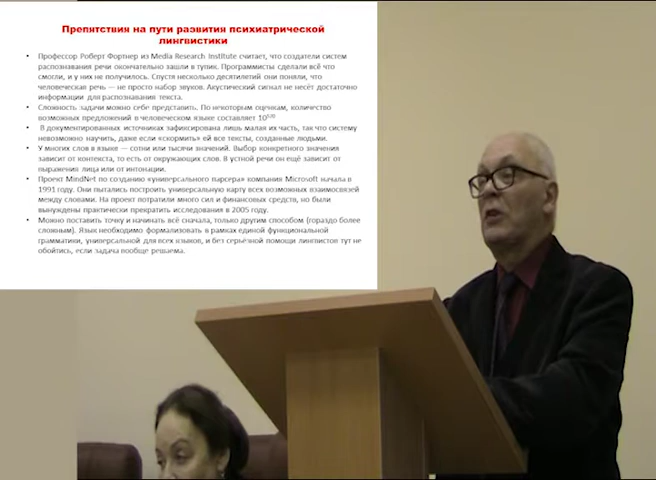 Препятствия на пути развития психиатрической
лингвистики
• Профессор Роберт Фортнер из Media Research Institute считает, что создатели систем
распознавания речи окончательно зашли в тупик. Программисты сделали всё что
смогли, и у них не получилось. Спустя несколько десятилетий они поняли, что
человеческая речь — не просто набор звуков. Акустический сигнал не несёт достаточно
информации для распознавания текста.
• Сложность задачи можно себе представить. По некоторым оценкам, количество
возможных предложений в человеческом языке составляет 10⁵⁷⁰
• В документированных источниках зафиксирована лишь малая их часть, так что систему
невозможно научить, даже если «скормить» ей все тексты, созданные людьми.
• У многих слов в языке — сотни или тысячи значений. Выбор конкретного значения
зависит от контекста, то есть от окружающих слов. В устной речи он ещё зависит от
выражения лица или от интонации.
• Проект MindNet по созданию «универсального парсера» компания Microsoft начала в
1991 году. Они пытались построить универсальную карту всех возможных взаимосвязей
между словами. На проект потратили много сил и финансовых средств, но были
вынуждены практически прекратить исследования в 2005 году.
• Можно поставить точку и начинать всё сначала, только другим способом (гораздо более
сложным). Язык необходимо формализовать в рамках единой функциональной
грамматики, универсальной для всех языков, и без серьёзной помощи лингвистов тут не
обойтись, если задача вообще решаема.